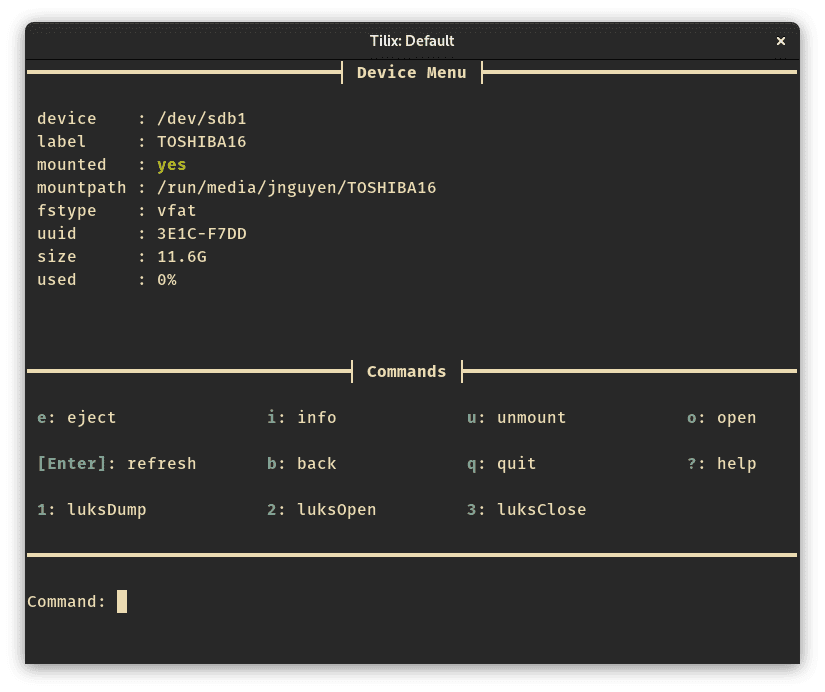 Tilix: Default ×
Device Menu
device : /dev/sdb1
label : TOSHIBA16
mounted : yes
mountpath : /run/media/jnguyen/TOSHIBA16
fstype : vfat
uuid : 3E1C-F7DD
size : 11.6G
used : 0%
Commands
e: eject i: info u: unmount o: open
[Enter]: refresh b: back q: quit ?: help
1: luksDump 2: luksOpen 3: luksClose
Command: